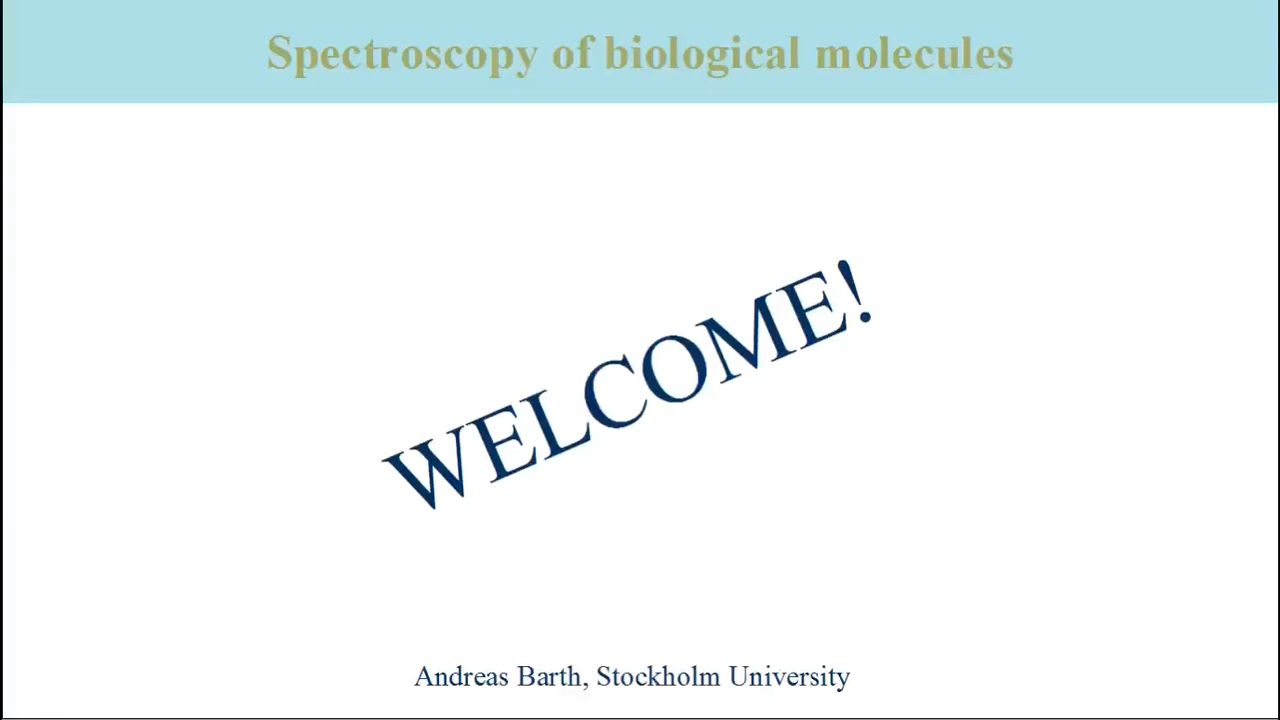 Spectroscopy of biological molecules
WELCOME!
Andreas Barth, Stockholm University